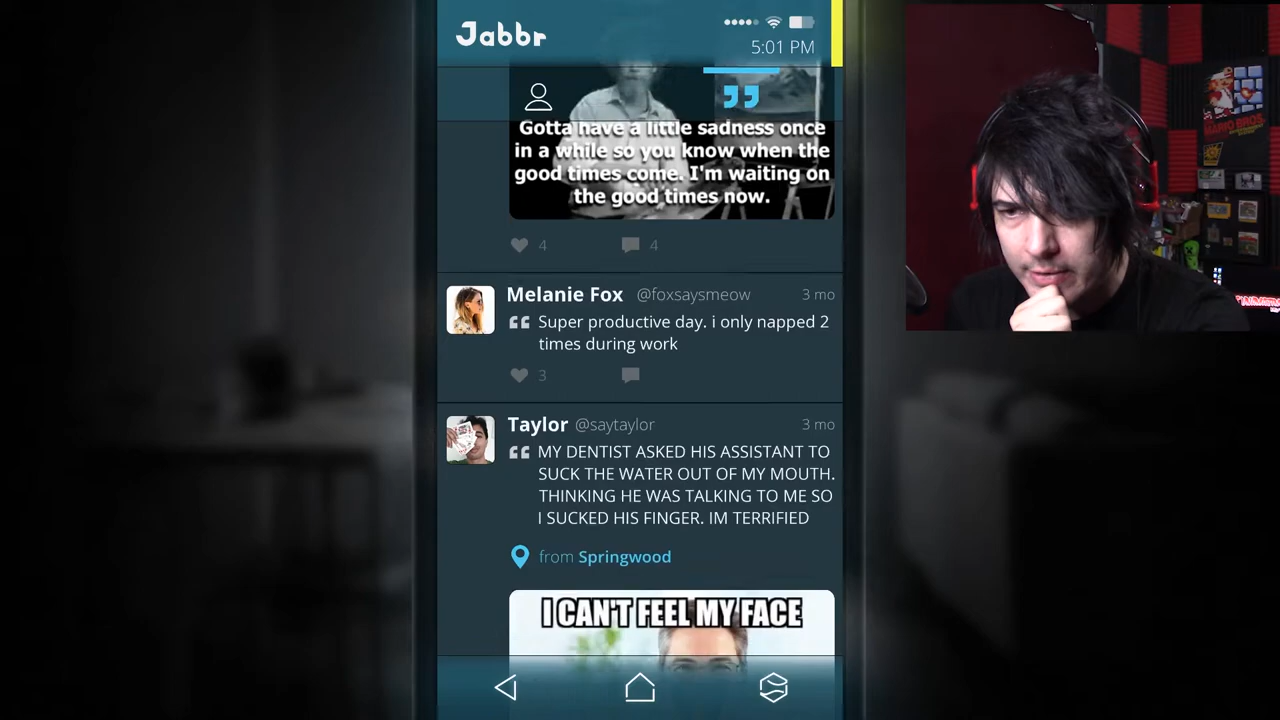 Jabbr
5:01 PM
Gotta have a little sadness once
in a while so you know when the
good times come. I'm waiting on
the good times now.
4
4
Melanie Fox @foxsaysmeow 3 mo
Super productive day. i only napped 2
times during work
3
Taylor @saytaylor 3 mo
MY DENTIST ASKED HIS ASSISTANT TO
SUCK THE WATER OUT OF MY MOUTH.
THINKING HE WAS TALKING TO ME SO
I SUCKED HIS FINGER. IM TERRIFIED
from Springwood
I CAN'T FEEL MY FACE
MARIO BROS.